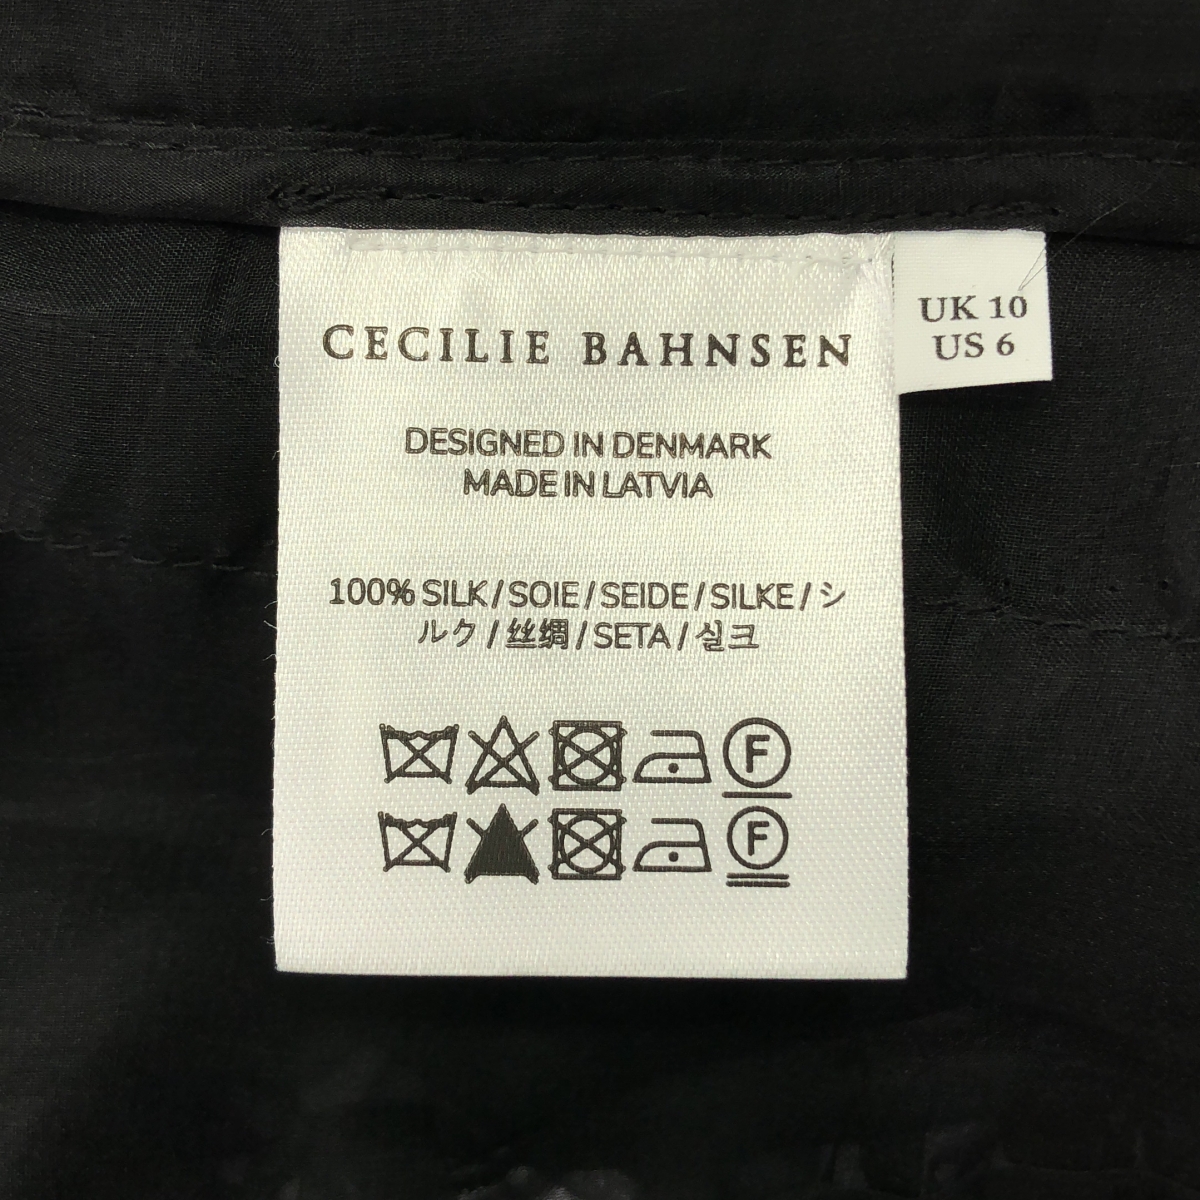 CECILIE BAHNSEN
UK 10
US 6
DESIGNED IN DENMARK
MADE IN LATVIA
100% SILK / SOIE / SEIDE / SILKE / シ
ルク / 丝绸 / SETA / 실크
F
F